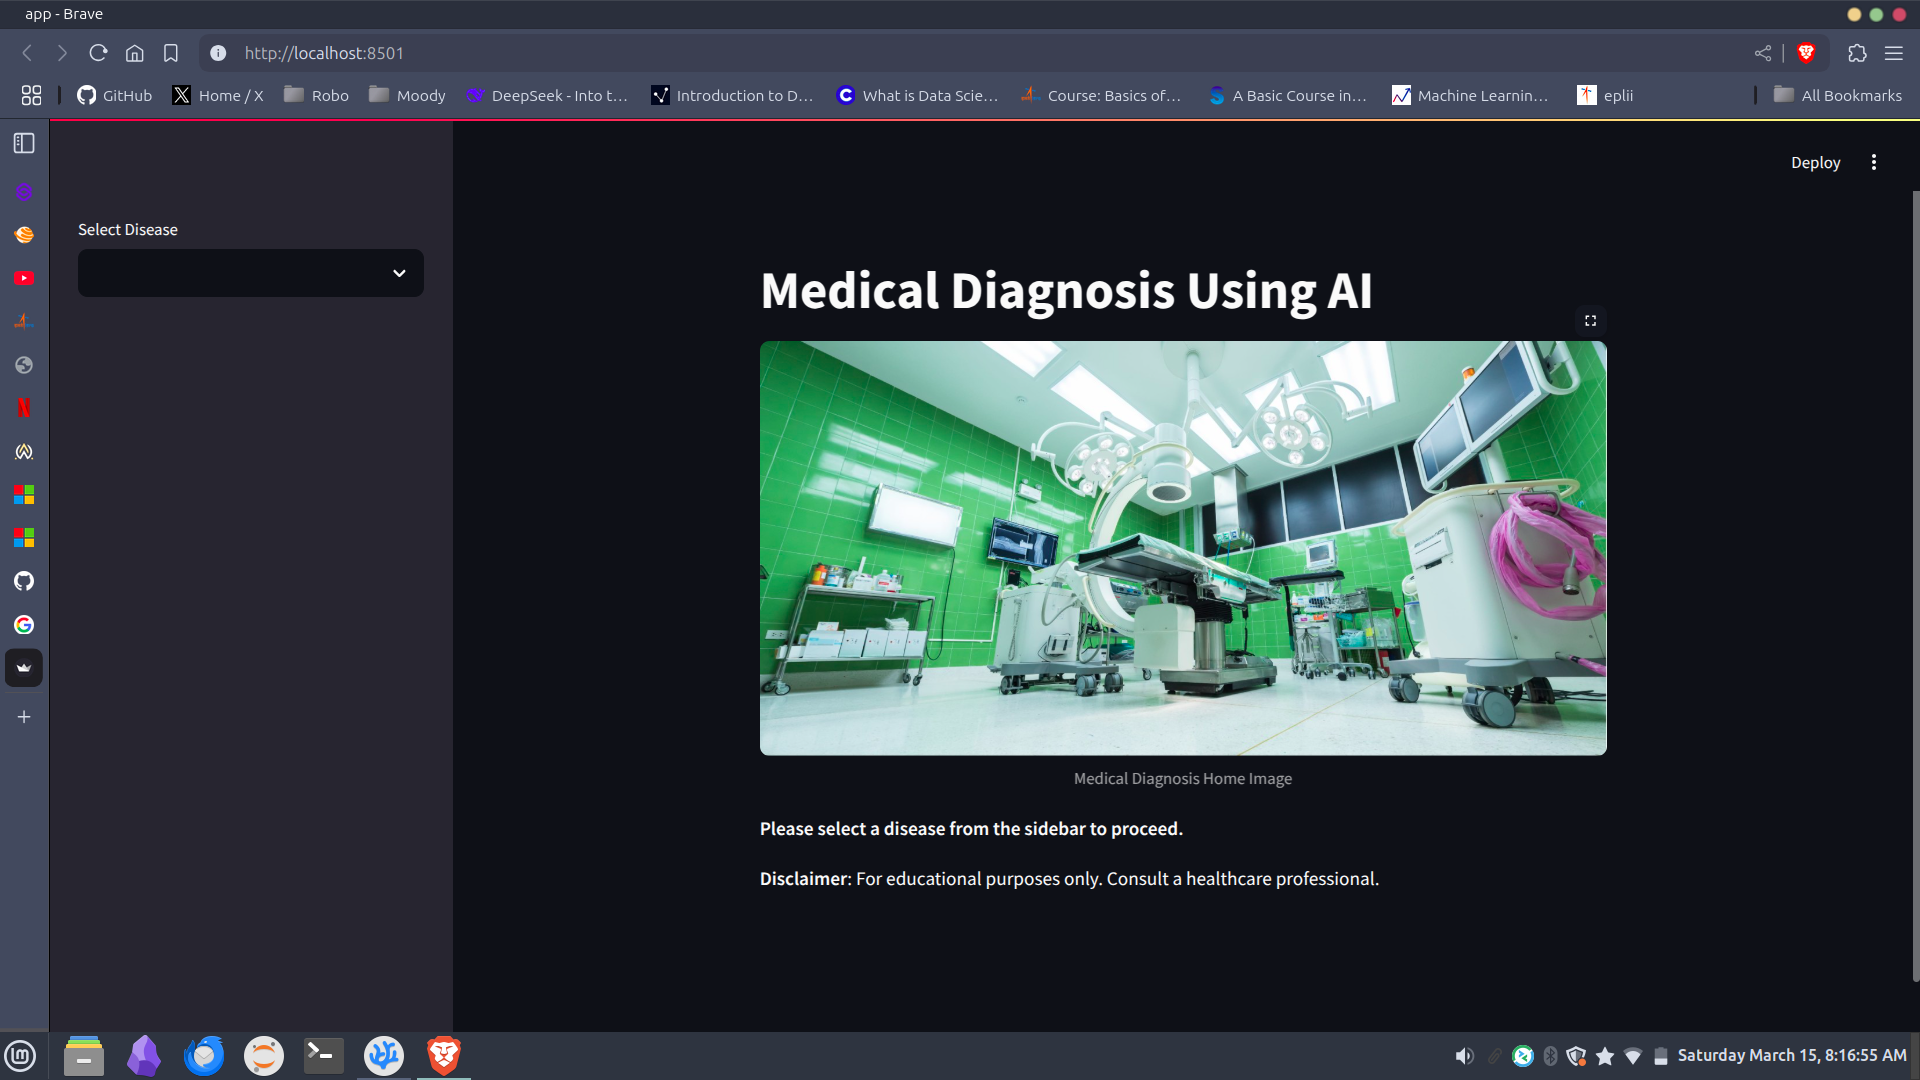 app - Brave
http://localhost:8501
GitHub
Home / X
Robo
Moody
DeepSeek - Into t...
Introduction to D...
What is Data Scie...
Course: Basics of...
A Basic Course in...
Machine Learnin...
eplii
All Bookmarks
Deploy
Select Disease
Medical Diagnosis Using AI
Medical Diagnosis Home Image
Please select a disease from the sidebar to proceed.
Disclaimer: For educational purposes only. Consult a healthcare professional.
Saturday March 15, 8:16:55 AM